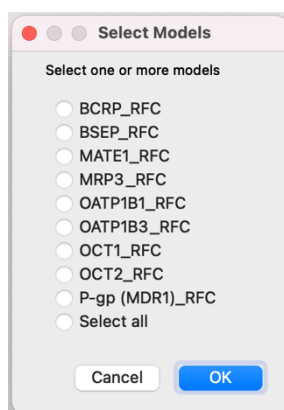 Select Models
Select one or more models
BCRP_RFC
BSEP_RFC
MATE1_RFC
MRP3_RFC
OATP1B1_RFC
OATP1B3_RFC
OCT1_RFC
OCT2_RFC
P-gp (MDR1)_RFC
Select all
Cancel OK